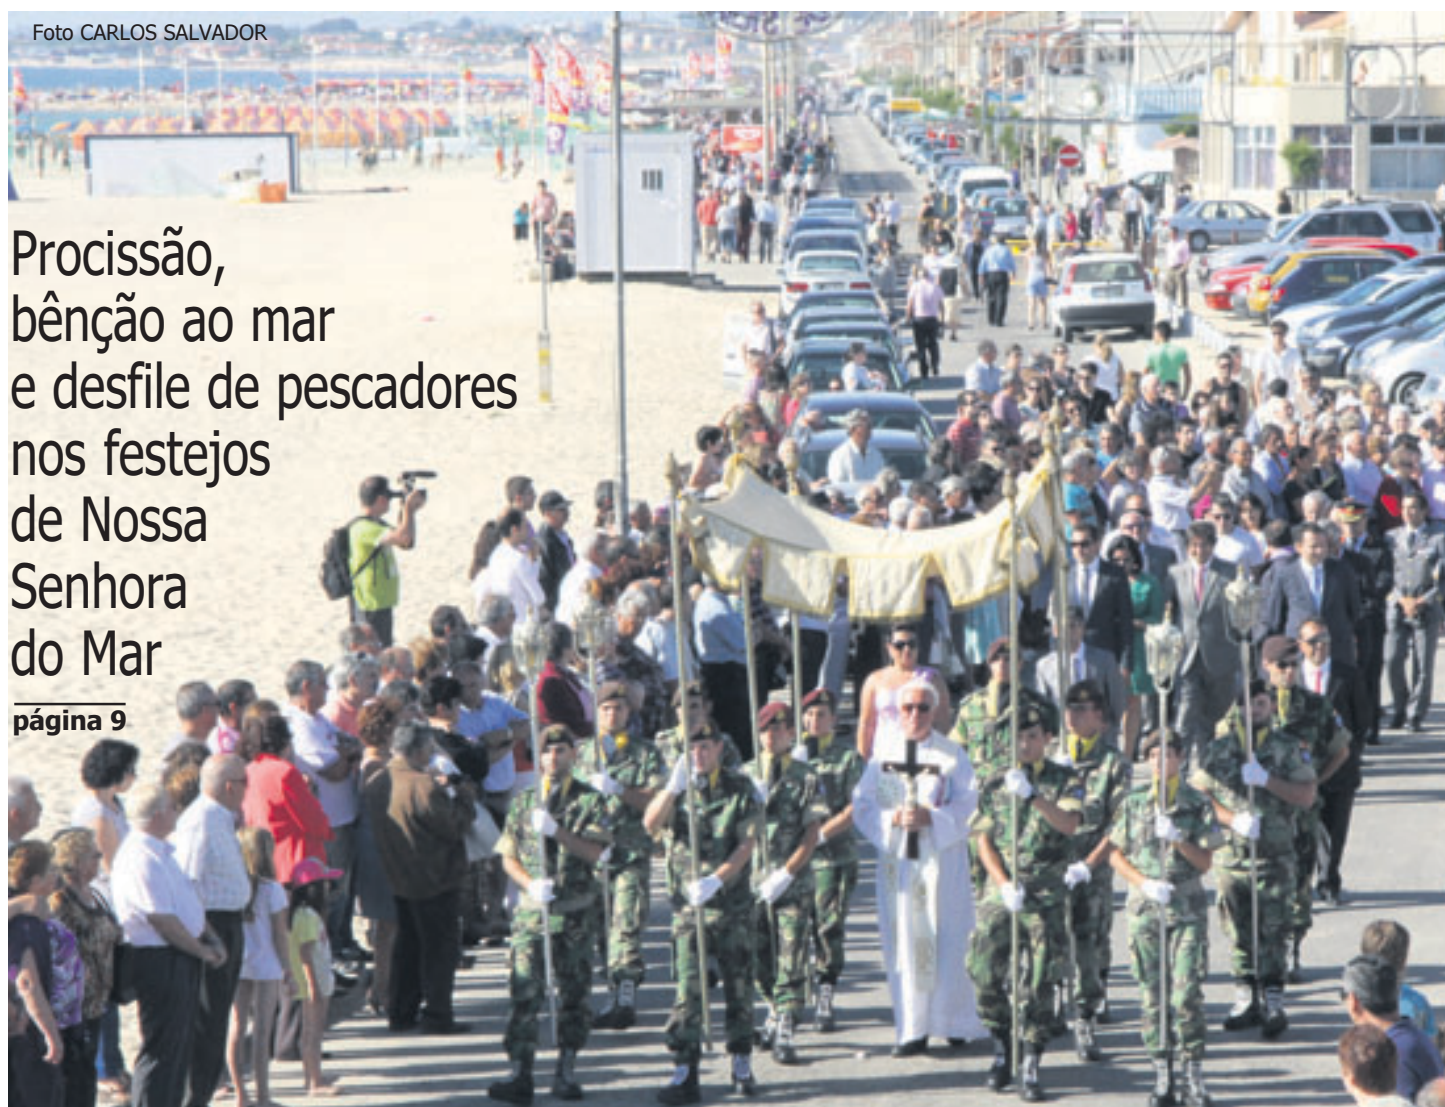 Foto CARLOS SALVADOR
Procissão,
bênção ao mar
e desfile de pescadores
nos festejos
de Nossa
Senhora
do Mar
página 9